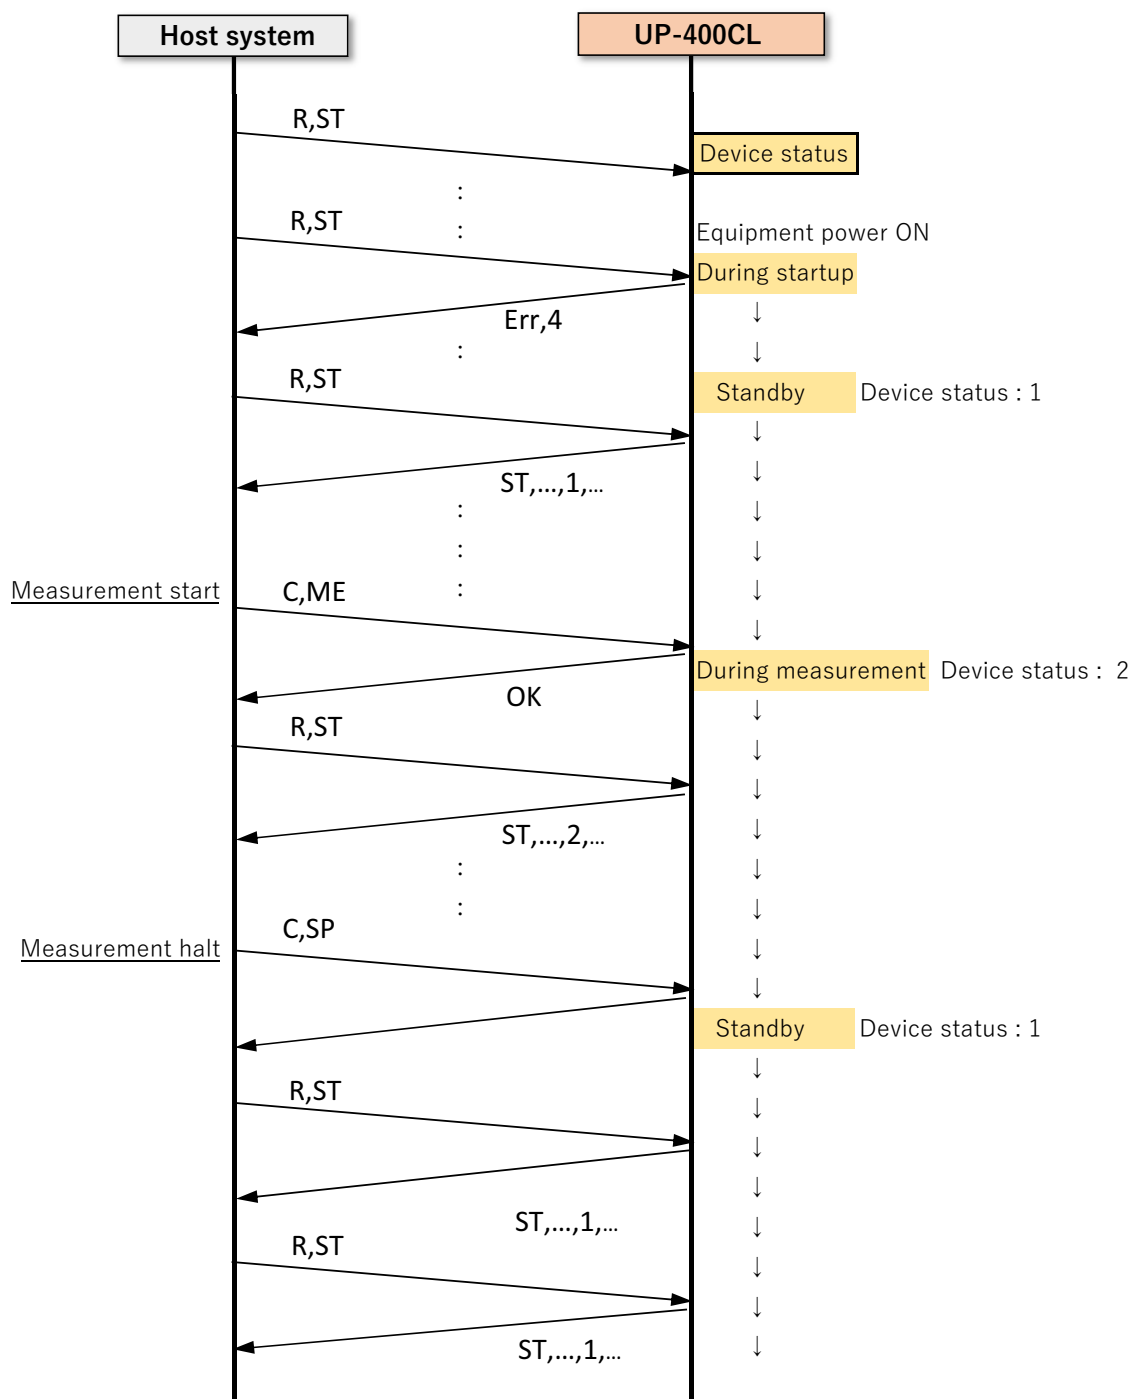 Host system
UP-400CL
R,ST
Device status
:
R,ST
:
Equipment power ON
During startup
Err,4
↓
:
↓
R,ST
Standby
Device status : 1
↓
↓
ST,...,1,...
:
↓
:
↓
Measurement start
C,ME
:
↓
↓
During measurement
Device status : 2
OK
R,ST
↓
↓
↓
ST,...,2,...
↓
:
↓
:
↓
C,SP
Measurement halt
↓
↓
Standby
Device status : 1
↓
R,ST
↓
↓
↓
ST,...,1,...
↓
R,ST
↓
↓
ST,...,1,...
↓